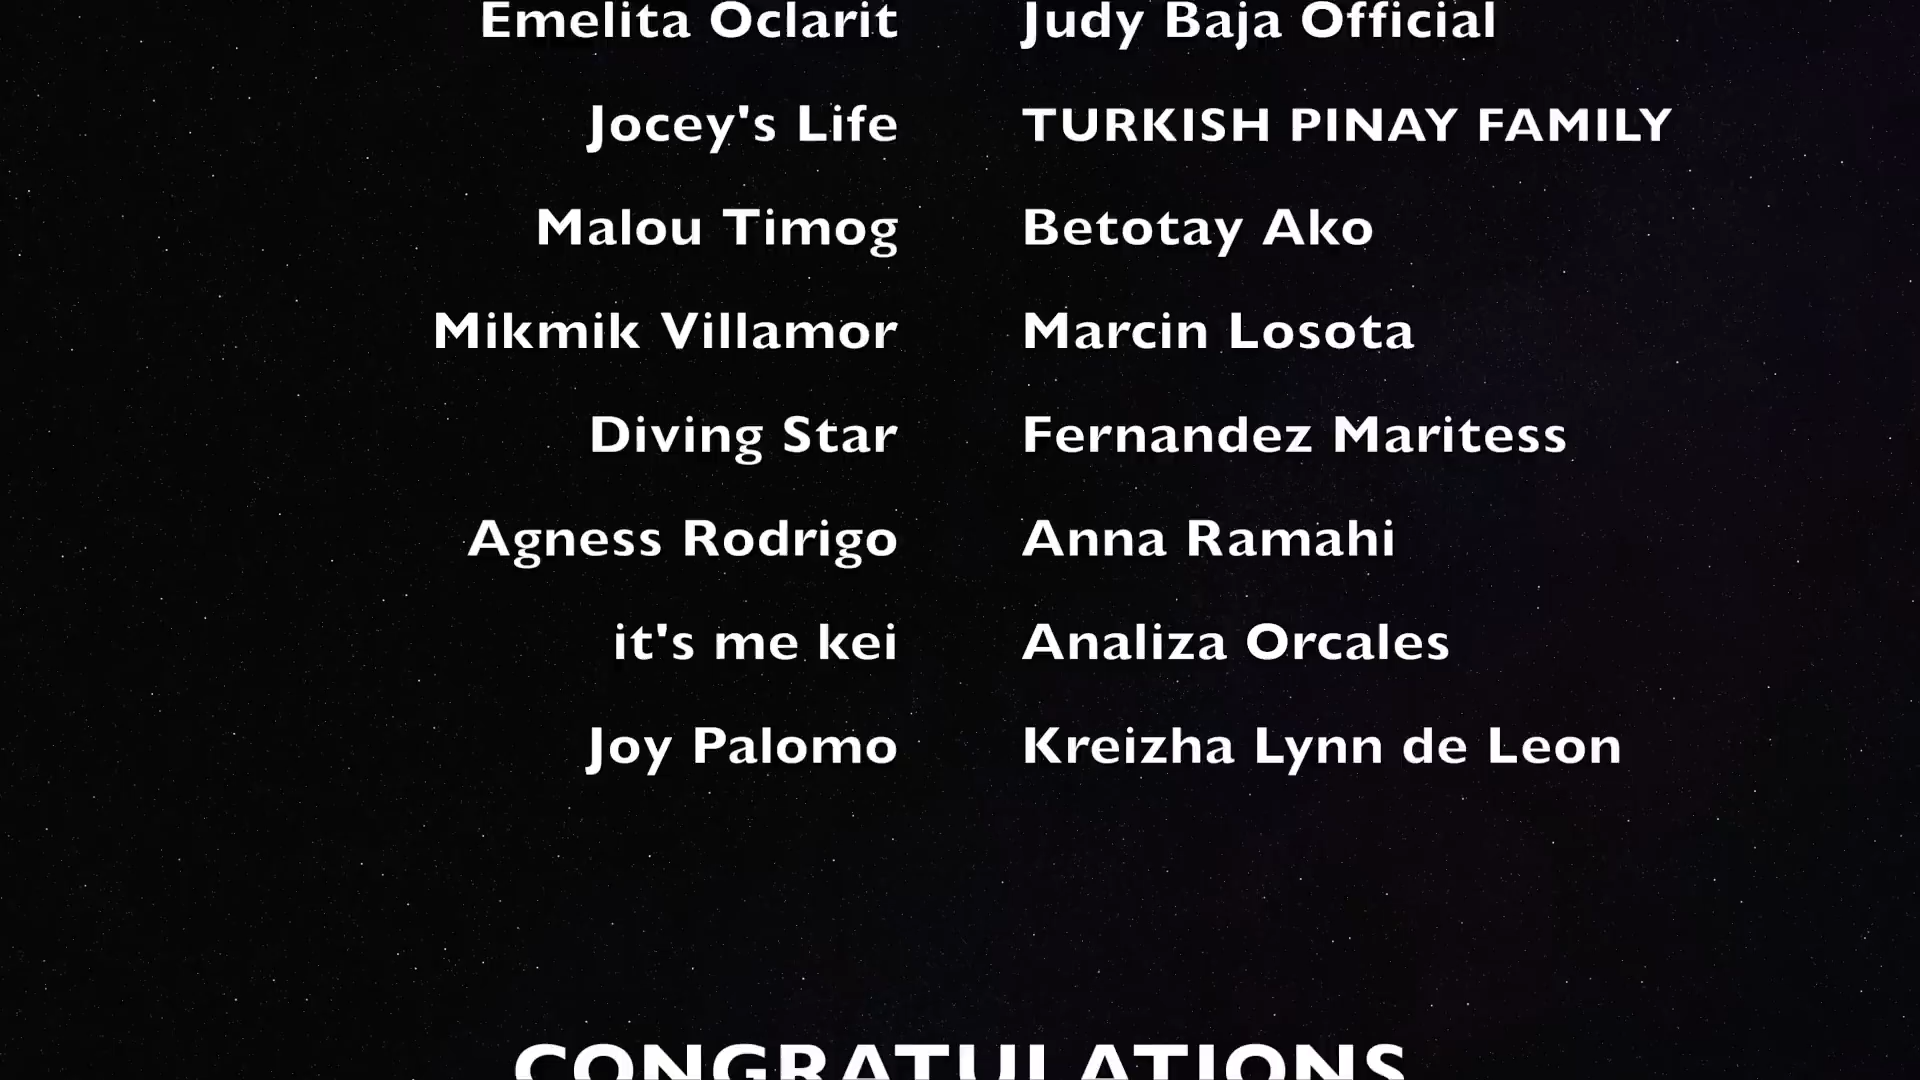 Emelita Oclarit Judy Baja Official
Jocey's Life TURKISH PINAY FAMILY
Malou Timog Betotay Ako
Mikmik Villamor Marcin Losota
Diving Star Fernandez Maritess
Agness Rodrigo Anna Ramahi
it's me kei Analiza Orcales
Joy Palomo Kreizha Lynn de Leon
CONGRATULATIONS